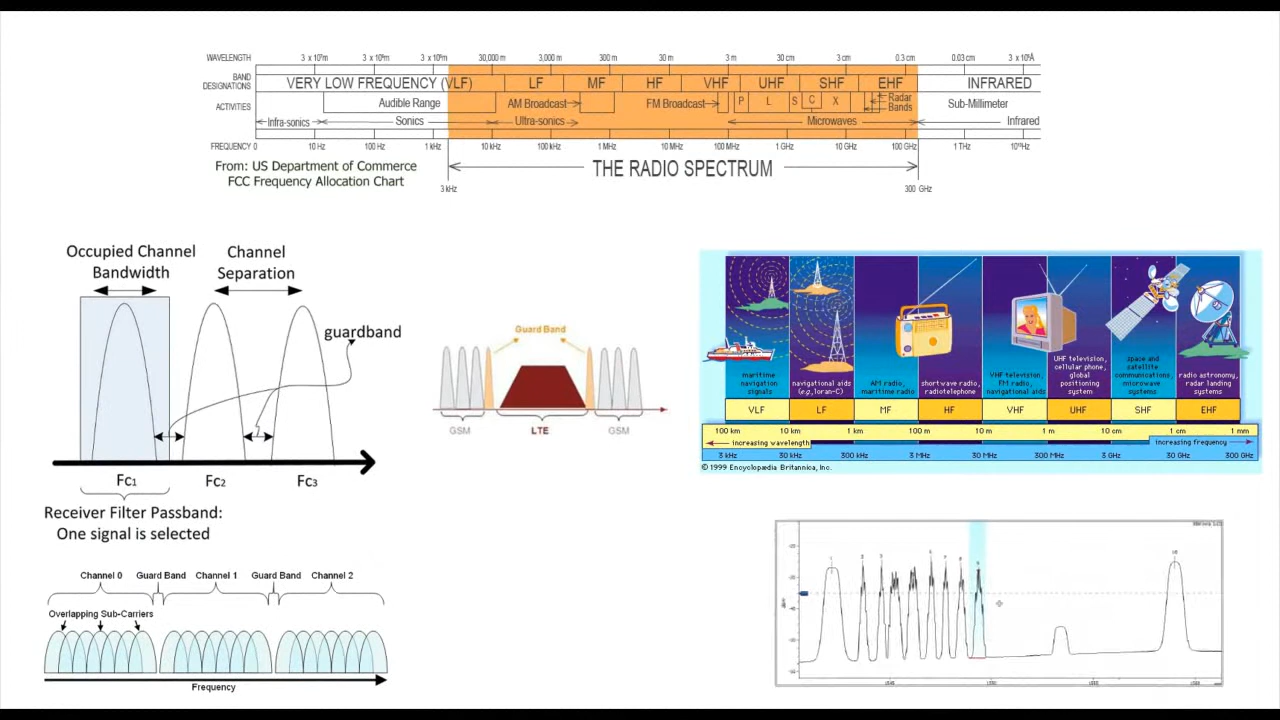 WAVELENGTH 3 x 10⁷m 3 x 10⁶m 3 x 10⁵m 30,000 m 3,000 m 300 m 30 m 3 m 30 cm 3 cm 0.3 cm 0.03 cm
BAND DESIGNATIONS VERY LOW FREQUENCY (VLF) LF MF HF VHF UHF SHF EHF INFRARED
ACTIVITIES Audible Range AM Broadcast FM Broadcast P L S C X Radar Bands Sub-Millimeter
Infra-sonics Sonics Ultra-sonics Microwaves Infrared
FREQUENCY 0 10 Hz 100 Hz 1 kHz 10 kHz 100 kHz 1 MHz 10 MHz 100 MHz 1 GHz 10 GHz 100 GHz 1 THz
From: US Department of Commerce
FCC Frequency Allocation Chart
THE RADIO SPECTRUM
3 kHz 300 GHz
Occupied Channel
Bandwidth
Channel
Separation
guardband
Fc1 Fc2 Fc3
Receiver Filter Passband:
One signal is selected
Guard Band
GSM LTE GSM
maritime
navigation
signals
navigational aids
(e.g., loran-C)
AM radio,
maritime radio
shortwave radio,
radiotelephone
VHF television,
FM radio,
navigational aids
UHF television,
cellular phone,
global
positioning
system
space and
satellite
communications,
microwave
systems
radio astronomy,
radar landing
systems
VLF LF MF HF VHF UHF SHF EHF
100 km 10 km 1 km 100 m 10 m 1 m 10 cm 1 cm 1 mm
increasing wavelength increasing frequency
3 kHz 30 kHz 300 kHz 3 MHz 30 MHz 300 MHz 3 GHz 30 GHz 300 GHz
© 1999 Encyclopædia Britannica, Inc.
Channel 0 Guard Band Channel 1 Guard Band Channel 2
Overlapping Sub-Carriers
Frequency